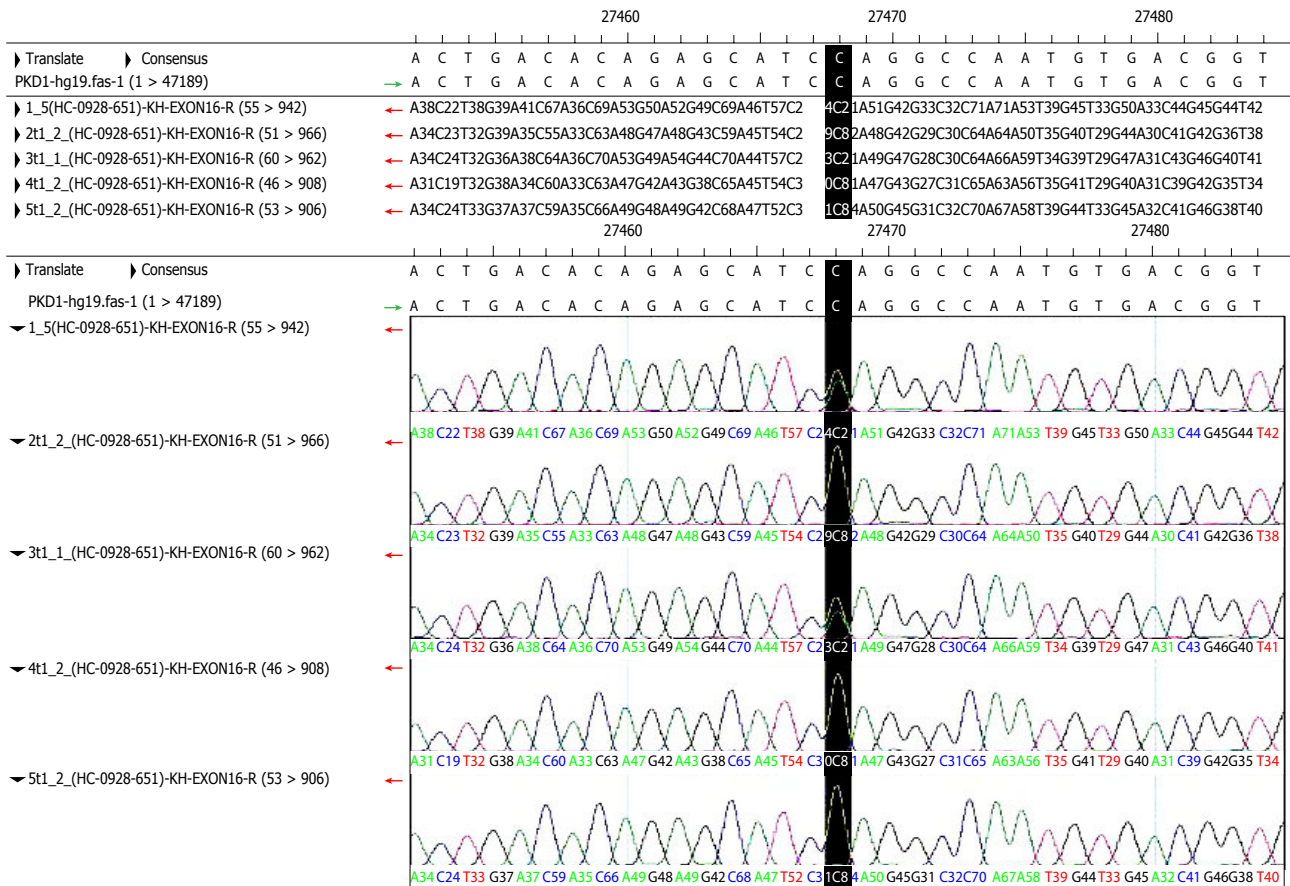 27460 27470 27480
Translate Consensus A C T G A C A C A G A G C A T C C A G G C C A A T G T G A C G G T
PKD1-hg19.fas-1 (1 > 47189) → A C T G A C A C A G A G C A T C C A G G C C A A T G T G A C G G T
1_5(HC-0928-651)-KH-EXON16-R (55 > 942) ← A38C22T38G39A41C67A36C69A53G50A52G49C69A46T57C2 4C21A51G42G33C32C71A71A53T39G45T33G50A33C44G45G44T42
2t1_2_(HC-0928-651)-KH-EXON16-R (51 > 966) ← A34C23T32G39A35C55A33C63A48G47A48G43C59A45T54C2 9C82A48G42G29C30C64A64A50T35G40T29G44A30C41G42G36T38
3t1_1_(HC-0928-651)-KH-EXON16-R (60 > 962) ← A34C24T32G36A38C64A36C70A53G49A54G44C70A44T57C2 3C21A49G47G28C30C64A66A59T34G39T29G47A31C43G46G40T41
4t1_2_(HC-0928-651)-KH-EXON16-R (46 > 908) ← A31C19T32G38A34C60A33C63A47G42A43G38C65A45T54C3 0C81A47G43G27C31C65A63A56T35G41T29G40A31C39G42G35T34
5t1_2_(HC-0928-651)-KH-EXON16-R (53 > 906) ← A34C24T33G37A37C59A35C66A49G48A49G42C68A47T52C3 1C84A50G45G31C32C70A67A58T39G44T33G45A32C41G46G38T40
27460 27470 27480
Translate Consensus A C T G A C A C A G A G C A T C C A G G C C A A T G T G A C G G T
PKD1-hg19.fas-1 (1 > 47189) → A C T G A C A C A G A G C A T C C A G G C C A A T G T G A C G G T
1_5(HC-0928-651)-KH-EXON16-R (55 > 942) ←
A38 C22 T38 G39 A41 C67 A36 C69 A53 G50 A52 G49 C69 A46 T57 C24C21 A51 G42G33 C32C71 A71A53 T39 G45 T33 G50 A33 C44 G45G44 T42
2t1_2_(HC-0928-651)-KH-EXON16-R (51 > 966) ←
A34 C23 T32 G39 A35 C55 A33 C63 A48 G47 A48 G43 C59 A45 T54 C29C82 A48 G42G29 C30C64 A64A50 T35 G40 T29 G44 A30 C41 G42G36 T38
3t1_1_(HC-0928-651)-KH-EXON16-R (60 > 962) ←
A34 C24 T32 G36 A38 C64 A36 C70 A53 G49 A54 G44 C70 A44 T57 C23C21 A49 G47G28 C30C64 A66A59 T34 G39 T29 G47 A31 C43 G46G40 T41
4t1_2_(HC-0928-651)-KH-EXON16-R (46 > 908) ←
A31 C19 T32 G38 A34 C60 A33 C63 A47 G42 A43 G38 C65 A45 T54 C30C81 A47 G43G27 C31C65 A63A56 T35 G41 T29 G40 A31 C39 G42G35 T34
5t1_2_(HC-0928-651)-KH-EXON16-R (53 > 906) ←
A34 C24 T33 G37 A37 C59 A35 C66 A49 G48 A49 G42 C68 A47 T52 C31C84 A50 G45G31 C32C70 A67A58 T39 G44 T33 G45 A32 C41 G46G38 T40